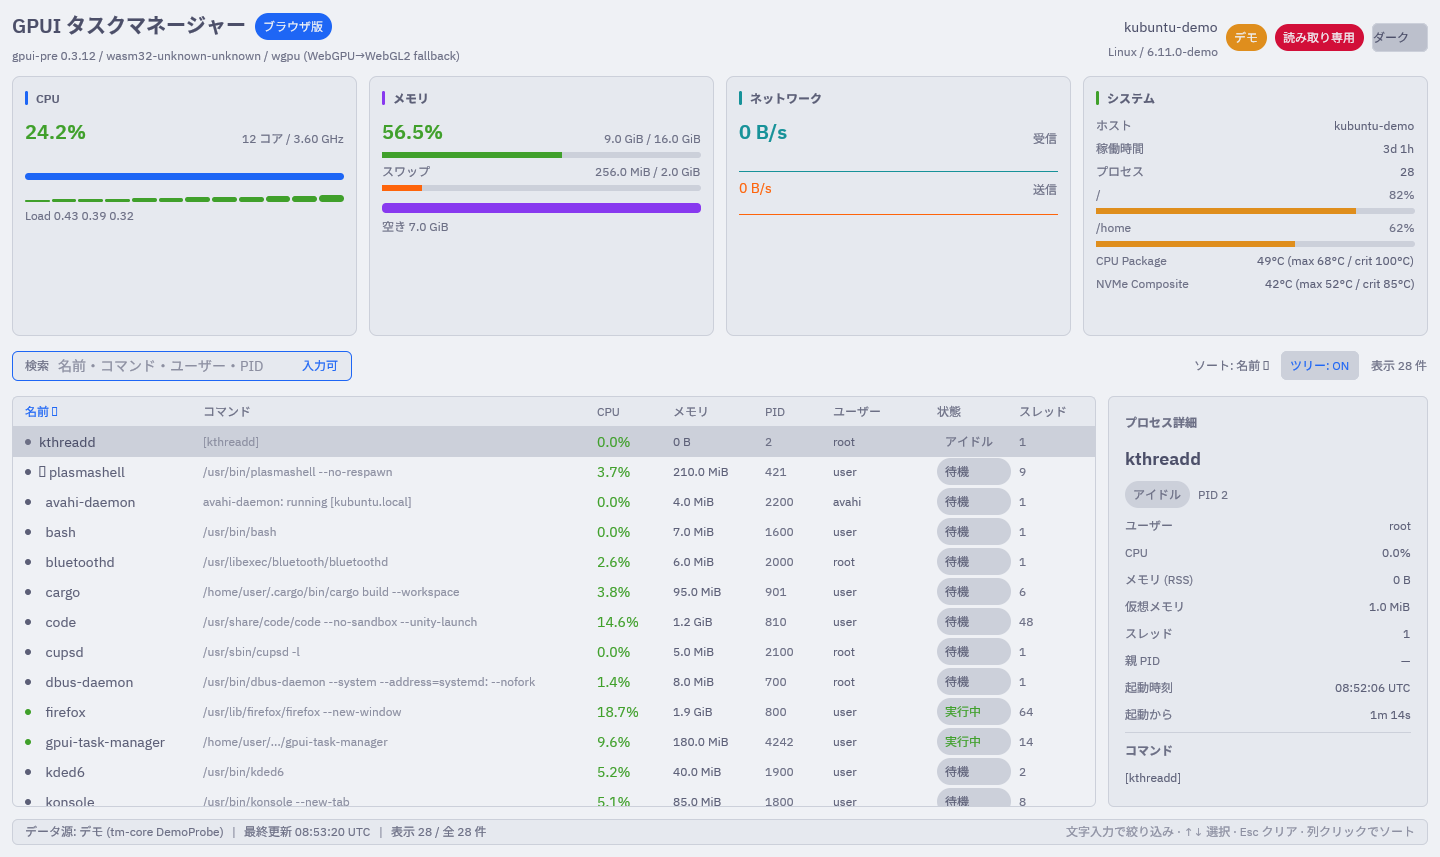 GPUI タスクマネージャー ブラウザ版
gpui-pre 0.3.12 / wasm32-unknown-unknown / wgpu (WebGPU→WebGL2 fallback)
kubuntu-demo
Linux / 6.11.0-demo
デモ 読み取り専用 ダーク
CPU
24.2% 12 コア / 3.60 GHz
Load 0.43 0.39 0.32
メモリ
56.5% 9.0 GiB / 16.0 GiB
スワップ 256.0 MiB / 2.0 GiB
空き 7.0 GiB
ネットワーク
0 B/s 受信
0 B/s 送信
システム
ホスト kubuntu-demo
稼働時間 3d 1h
プロセス 28
/ 82%
/home 62%
CPU Package 49°C (max 68°C / crit 100°C)
NVMe Composite 42°C (max 52°C / crit 85°C)
検索 名前・コマンド・ユーザー・PID 入力可
ソート: 名前 ツリー: ON 表示 28 件
名前 コマンド CPU メモリ PID ユーザー 状態 スレッド
kthreadd [kthreadd] 0.0% 0 B 2 root アイドル 1
plasmashell /usr/bin/plasmashell --no-respawn 3.7% 210.0 MiB 421 user 待機 9
avahi-daemon avahi-daemon: running [kubuntu.local] 0.0% 4.0 MiB 2200 avahi 待機 1
bash /usr/bin/bash 0.0% 7.0 MiB 1600 user 待機 1
bluetoothd /usr/libexec/bluetooth/bluetoothd 2.6% 6.0 MiB 2000 root 待機 1
cargo /home/user/.cargo/bin/cargo build --workspace 3.8% 95.0 MiB 901 user 待機 6
code /usr/share/code/code --no-sandbox --unity-launch 14.6% 1.2 GiB 810 user 待機 48
cupsd /usr/sbin/cupsd -l 0.0% 5.0 MiB 2100 root 待機 1
dbus-daemon /usr/bin/dbus-daemon --system --address=systemd: --nofork 1.4% 8.0 MiB 700 root 待機 1
firefox /usr/lib/firefox/firefox --new-window 18.7% 1.9 GiB 800 user 実行中 64
gpui-task-manager /home/user/…/gpui-task-manager 9.6% 180.0 MiB 4242 user 実行中 14
kded6 /usr/bin/kded6 5.2% 40.0 MiB 1900 user 待機 2
konsole /usr/bin/konsole --new-tab 5.1% 85.0 MiB 1800 user 待機 8
プロセス詳細
kthreadd
アイドル PID 2
ユーザー root
CPU 0.0%
メモリ (RSS) 0 B
仮想メモリ 1.0 MiB
スレッド 1
親 PID —
起動時刻 08:52:06 UTC
起動から 1m 14s
コマンド
[kthreadd]
データ源: デモ (tm-core DemoProbe) | 最終更新 08:53:20 UTC | 表示 28 / 全 28 件
文字入力で絞り込み · ↑↓ 選択 · Esc クリア · 列クリックでソート